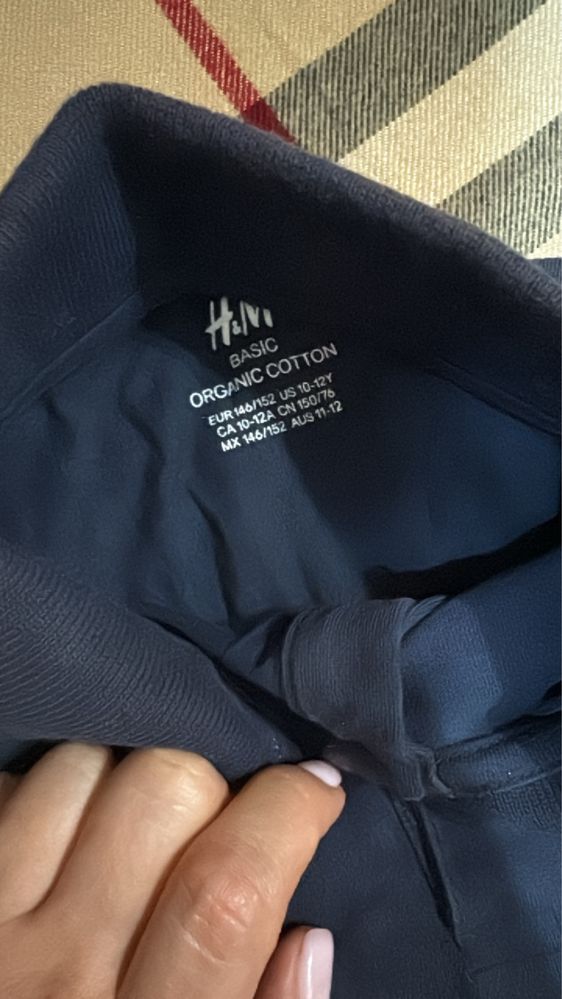 H&M
BASIC
ORGANIC COTTON
EUR 146/152 US 10-12Y
CA 10-12A CN 150/76
MX 146/152 AUS 11-12